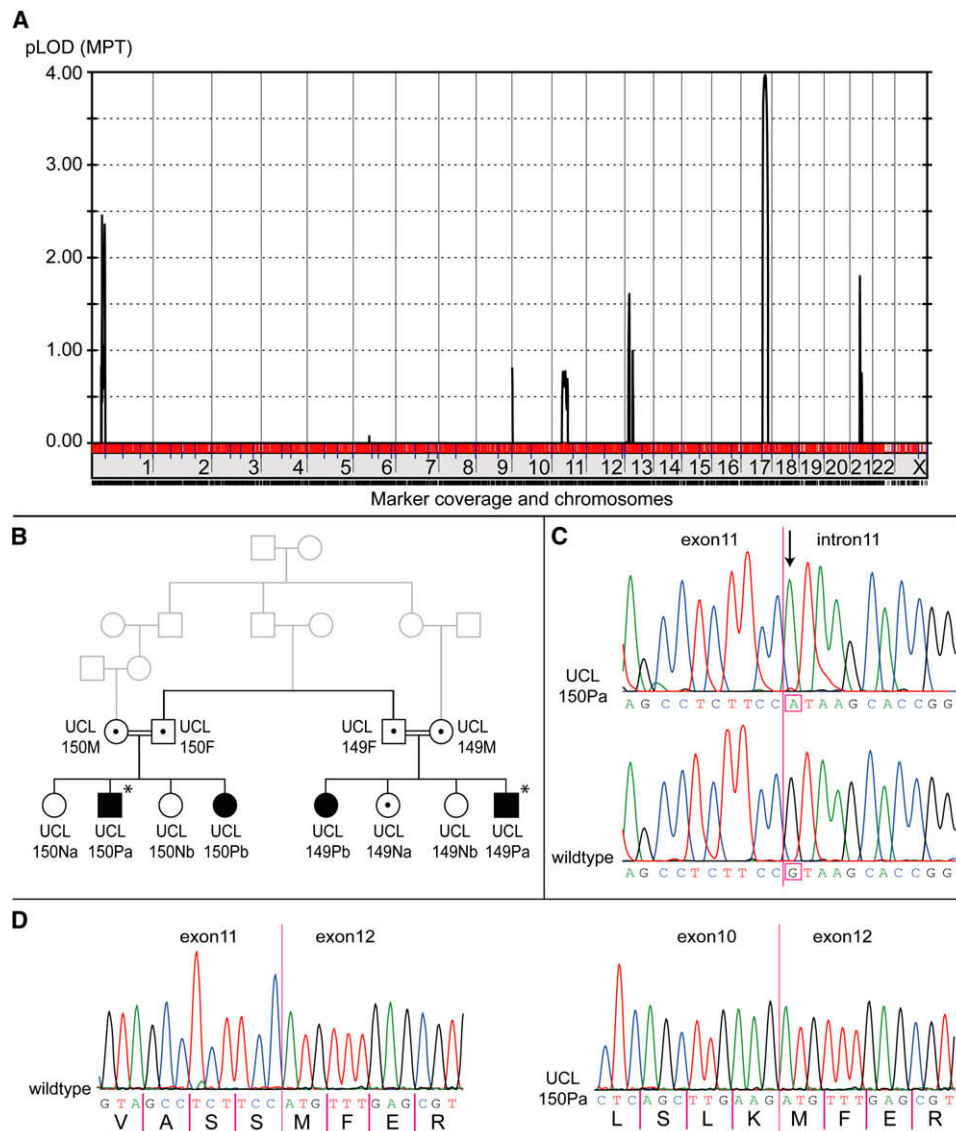 A
pLOD (MPT)
4.00
3.00
2.00
1.00
0.00
1 2 3 4 5 6 7 8 9 10 11 12 13 14 15 16 17 18 19 20 21 22 X
Marker coverage and chromosomes
B
UCL 150M
UCL 150F
UCL 149F
UCL 149M
* *
UCL 150Na
UCL 150Pa
UCL 150Nb
UCL 150Pb
UCL 149Pb
UCL 149Na
UCL 149Nb
UCL 149Pa
C
exon11 intron11
UCL 150Pa
A G C C T C T T C C A T A A G C A C C G G
wildtype
A G C C T C T T C C G T A A G C A C C G G
D
exon11 exon12
wildtype
G T A G C C T C T T C C A T G T T T G A G C G T
V A S S M F E R
exon10 exon12
UCL 150Pa
C T C A G C T T G A A G A T G T T T G A G C G T
L S L K M F E R